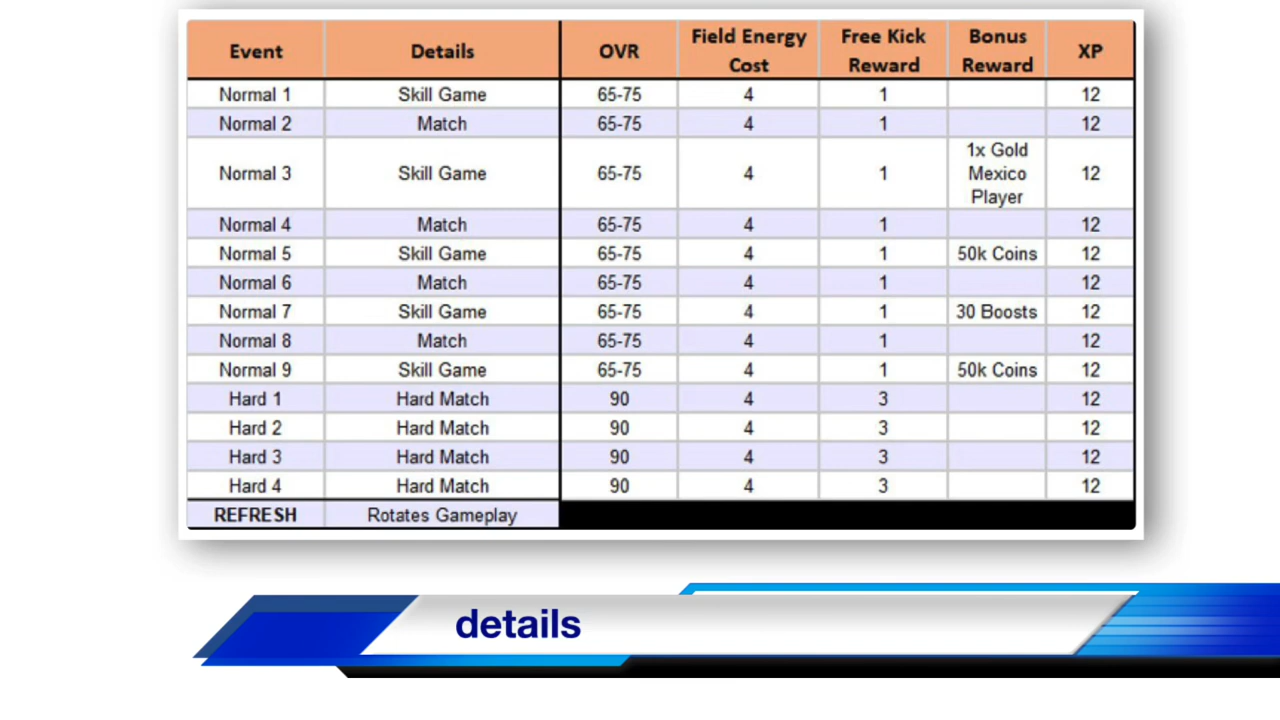 Event Details OVR Field Energy Cost Free Kick Reward Bonus Reward XP
Normal 1 Skill Game 65-75 4 1 12
Normal 2 Match 65-75 4 1 12
Normal 3 Skill Game 65-75 4 1 1x Gold Mexico Player 12
Normal 4 Match 65-75 4 1 12
Normal 5 Skill Game 65-75 4 1 50k Coins 12
Normal 6 Match 65-75 4 1 12
Normal 7 Skill Game 65-75 4 1 30 Boosts 12
Normal 8 Match 65-75 4 1 12
Normal 9 Skill Game 65-75 4 1 50k Coins 12
Hard 1 Hard Match 90 4 3 12
Hard 2 Hard Match 90 4 3 12
Hard 3 Hard Match 90 4 3 12
Hard 4 Hard Match 90 4 3 12
REFRESH Rotates Gameplay
details